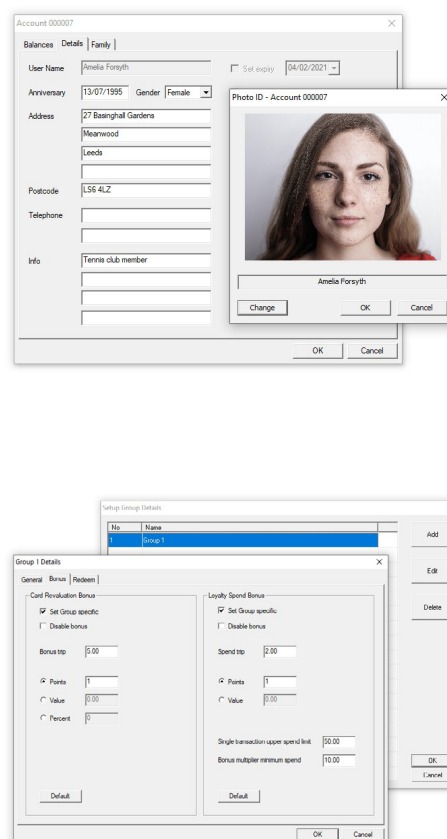 Account 000007
Balances Details Family
User Name Amelia Forsyth Set expiry 04/02/2021
Anniversary 13/07/1995 Gender Female
Address 27 Basinghall Gardens
Meanwood
Leeds
Postcode LS6 4LZ
Telephone
Info Tennis club member
OK Cancel
Photo ID - Account 000007
Amelia Forsyth
Change OK Cancel
Setup Group Details
No Name
1 Group 1
Add
Edit
Delete
OK
Cancel
Group 1 Details
General Bonus Redeem
Card Revaluation Bonus
Set Group specific
Disable bonus
Bonus trip 5.00
Points 1
Value 0.00
Percent 0
Default
Loyalty Spend Bonus
Set Group specific
Disable bonus
Spend trip 2.00
Points 1
Value 0.00
Single transaction upper spend limit 50.00
Bonus multiplier minimum spend 10.00
Default
OK Cancel